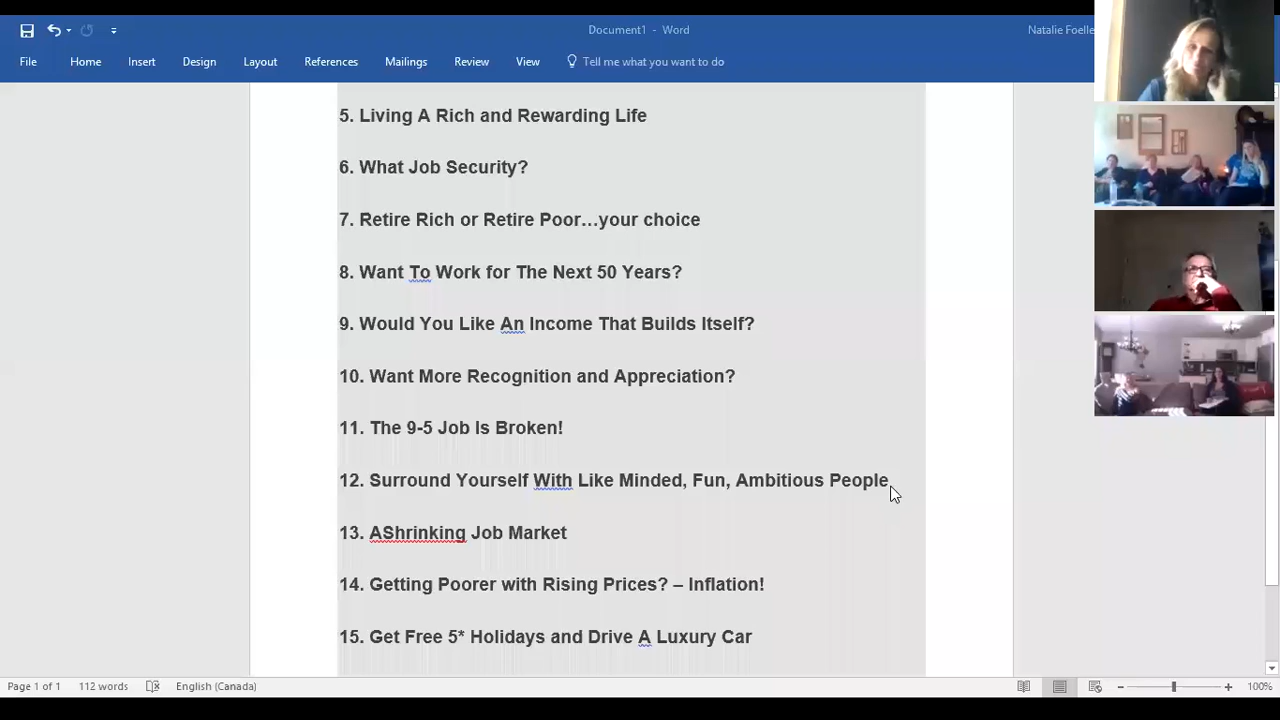 Document1 - Word
Natalie Foelle
File Home Insert Design Layout References Mailings Review View Tell me what you want to do
5. Living A Rich and Rewarding Life
6. What Job Security?
7. Retire Rich or Retire Poor…your choice
8. Want To Work for The Next 50 Years?
9. Would You Like An Income That Builds Itself?
10. Want More Recognition and Appreciation?
11. The 9-5 Job Is Broken!
12. Surround Yourself With Like Minded, Fun, Ambitious People
13. AShrinking Job Market
14. Getting Poorer with Rising Prices? – Inflation!
15. Get Free 5* Holidays and Drive A Luxury Car
Page 1 of 1 112 words English (Canada) 100%